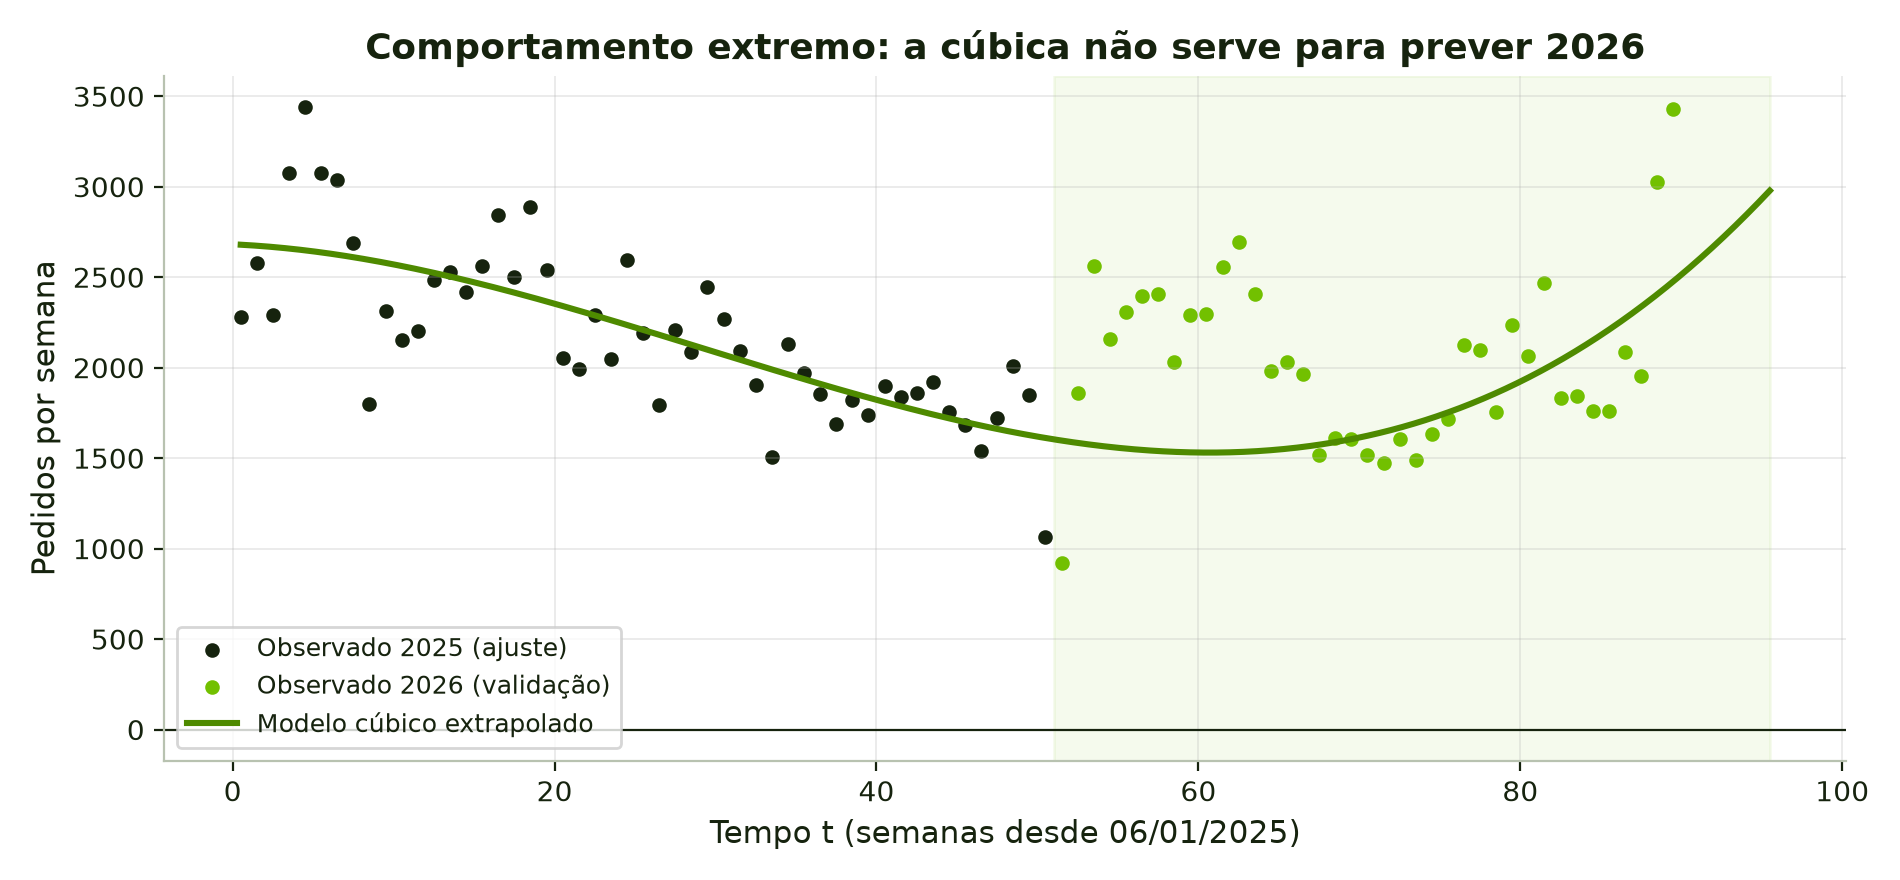 Comportamento extremo: a cúbica não serve para prever 2026
Pedidos por semana
3500
3000
2500
2000
1500
1000
500
0
Observado 2025 (ajuste)
Observado 2026 (validação)
Modelo cúbico extrapolado
0 20 40 60 80 100
Tempo t (semanas desde 06/01/2025)